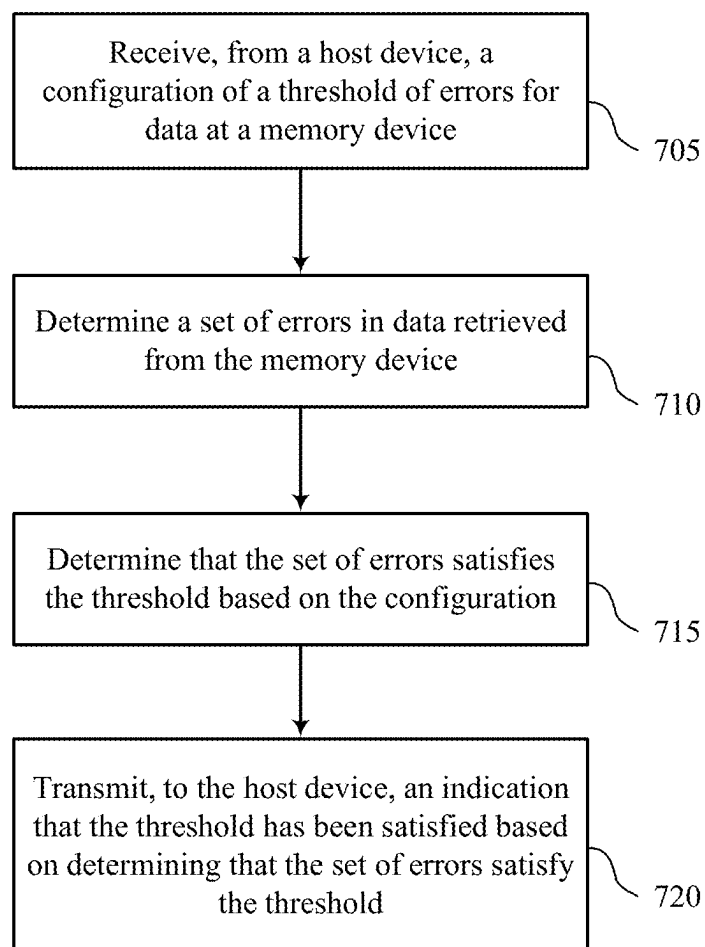 Receive, from a host device, a
configuration of a threshold of errors for
data at a memory device
705
Determine a set of errors in data retrieved
from the memory device
710
Determine that the set of errors satisfies
the threshold based on the configuration
715
Transmit, to the host device, an indication
that the threshold has been satisfied based
on determining that the set of errors satisfy
the threshold
720